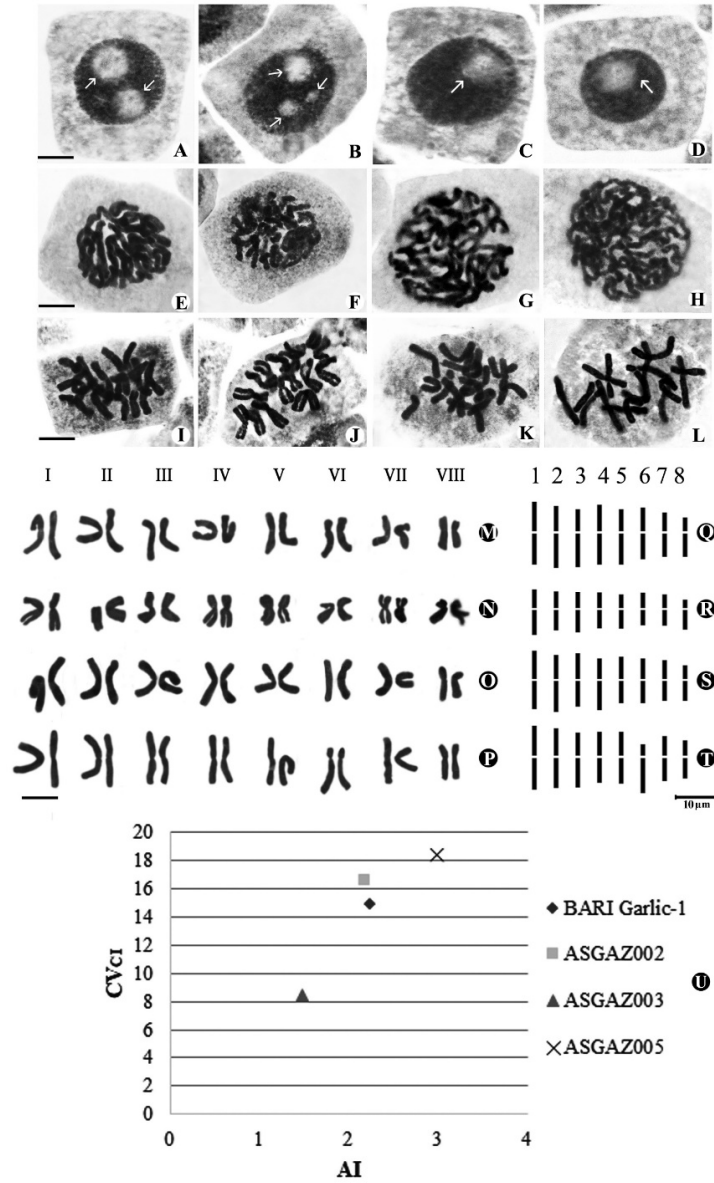 A B C D
E F G H
I J K L
I II III IV V VI VII VIII 1 2 3 4 5 6 7 8
M Q
N R
O S
P T
10 μm
20
18
16
14
12
10
8
6
4
2
0
CVCI
0 1 2 3 4
AI
BARI Garlic-1
ASGAZ002
ASGAZ003
ASGAZ005
U